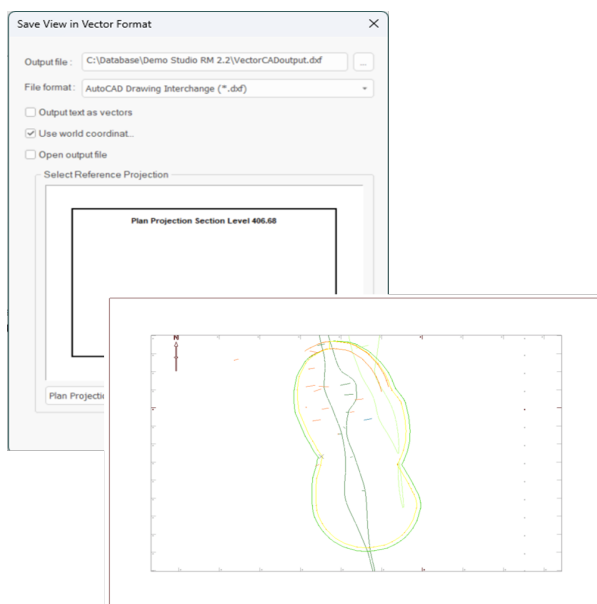 Save View in Vector Format
Output file : C:\Database\Demo Studio RM 2.2\VectorCADoutput.dxf ...
File format : AutoCAD Drawing Interchange (*.dxf)
Output text as vectors
Use world coordinat...
Open output file
Select Reference Projection
Plan Projection Section Level 406.68
Plan
N